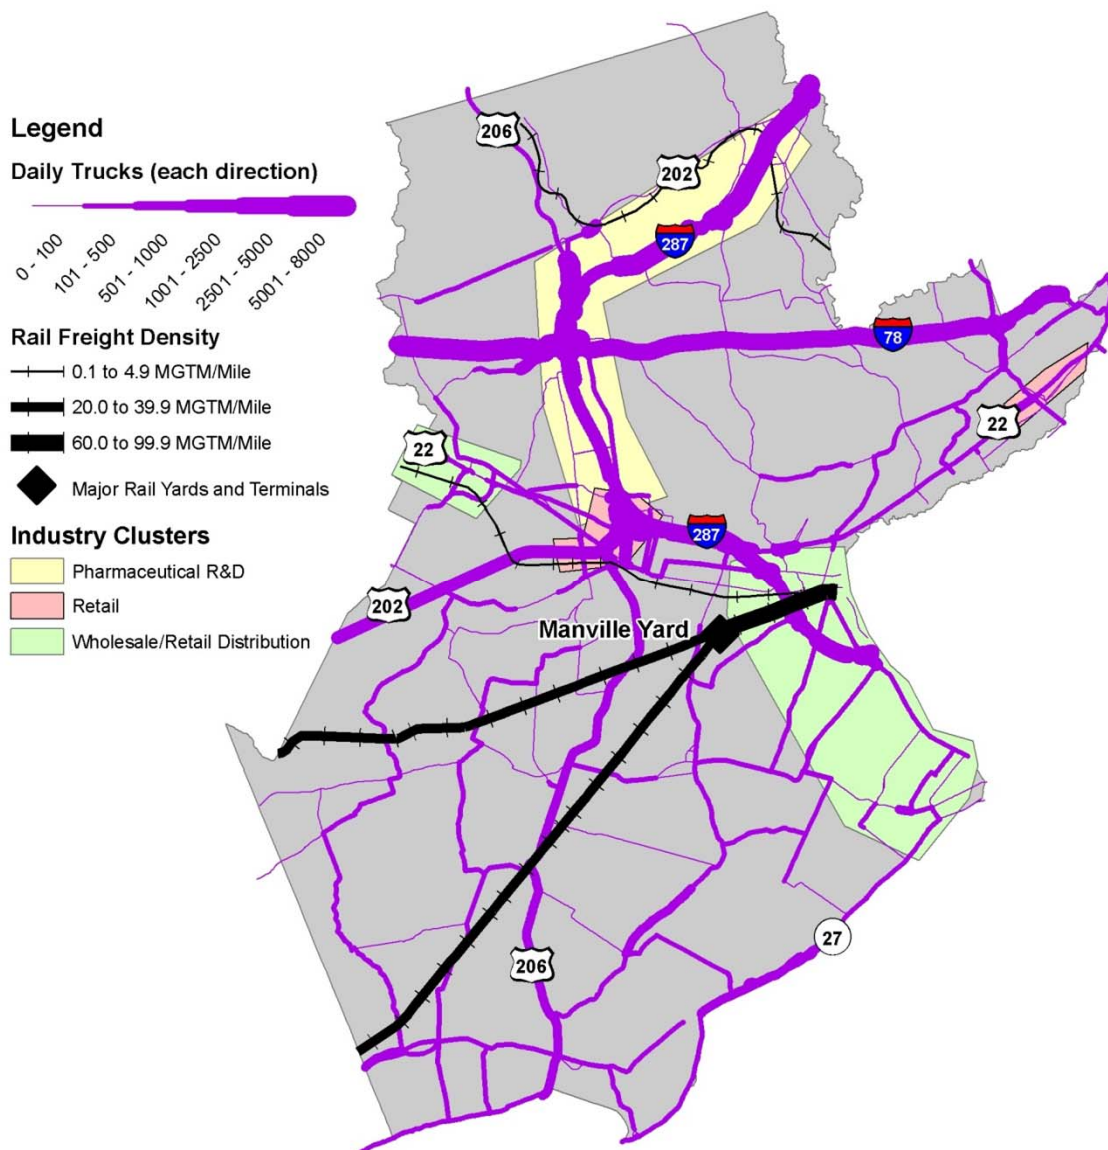 Legend
Daily Trucks (each direction)
0 - 100
101 - 500
501 - 1000
1001 - 2500
2501 - 5000
5001 - 8000
Rail Freight Density
0.1 to 4.9 MGTM/Mile
20.0 to 39.9 MGTM/Mile
60.0 to 99.9 MGTM/Mile
Major Rail Yards and Terminals
Industry Clusters
Pharmaceutical R&D
Retail
Wholesale/Retail Distribution
206
202
287
78
22
22
287
202
Manville Yard
27
206